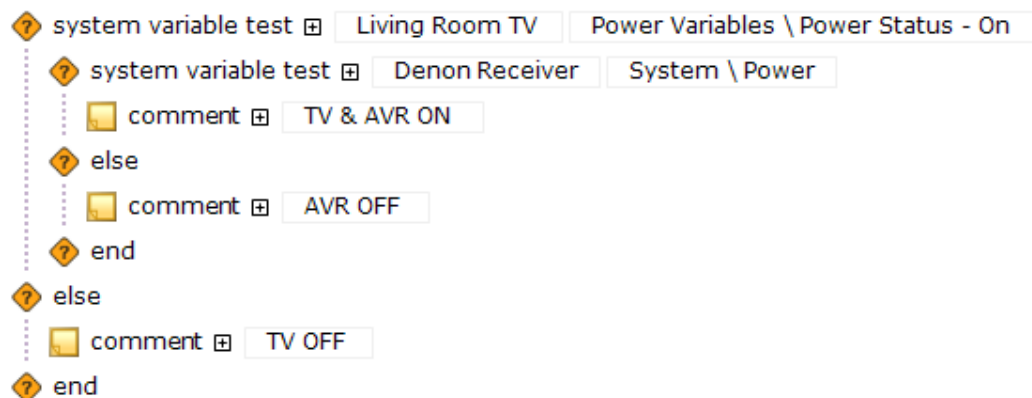 system variable test Living Room TV Power Variables \ Power Status - On
system variable test Denon Receiver System \ Power
comment TV & AVR ON
else
comment AVR OFF
end
else
comment TV OFF
end